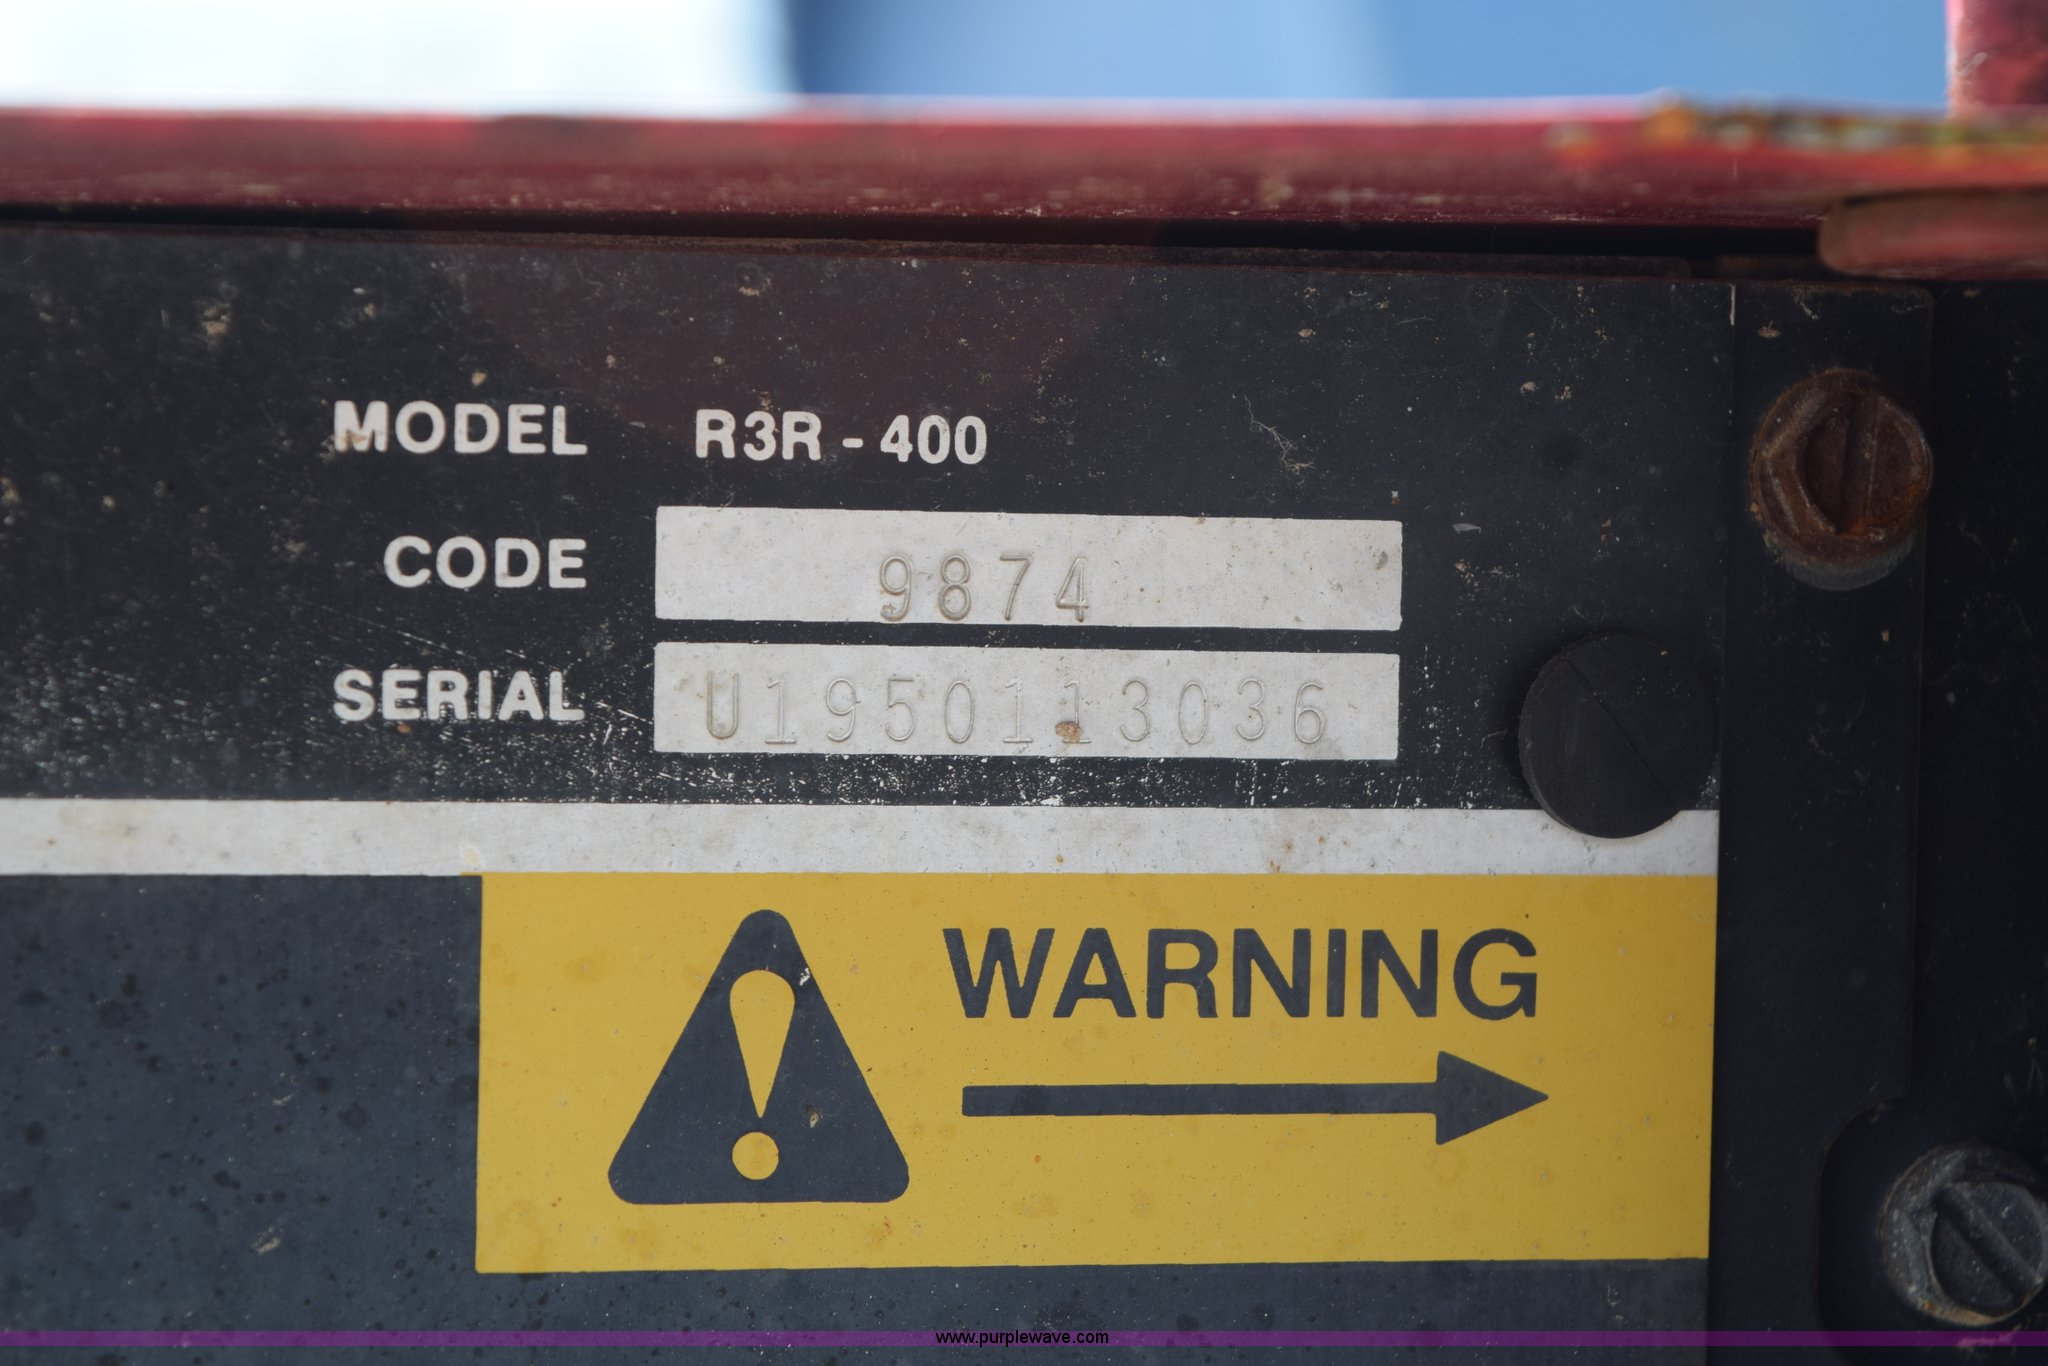 MODEL R3R - 400
CODE 9874
SERIAL U1950113036
WARNING
www.purplewave.com